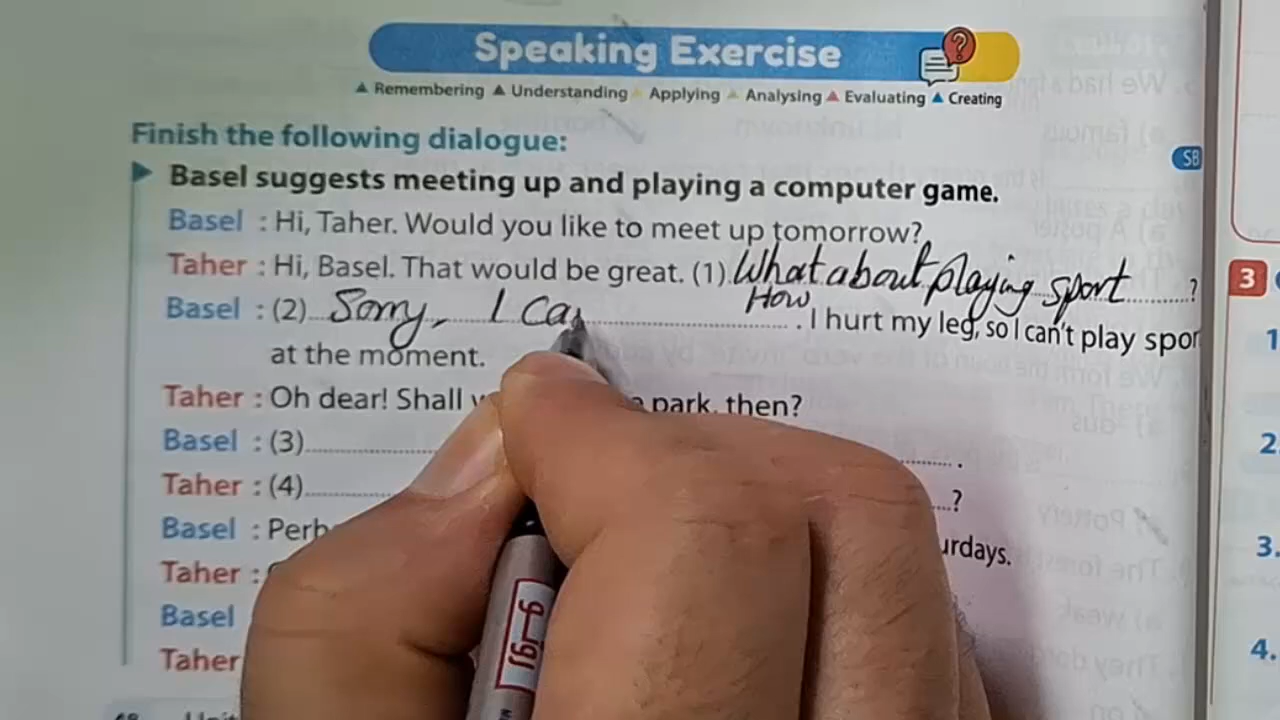 Speaking Exercise
▲ Remembering ▲ Understanding ▲ Applying ▲ Analysing ▲ Evaluating ▲ Creating
Finish the following dialogue:
SB
▶ Basel suggests meeting up and playing a computer game.
Basel : Hi, Taher. Would you like to meet up tomorrow?
Taher : Hi, Basel. That would be great. (1) What about playing sport ?
How
Basel : (2) Sorry, I Ca . I hurt my leg, so I can't play spor
at the moment.
Taher : Oh dear! Shall park, then?
Basel : (3) .
Taher : (4) ?
Basel : urdays.
Taher :
Basel
Taher
3
1
2.
3.
4.